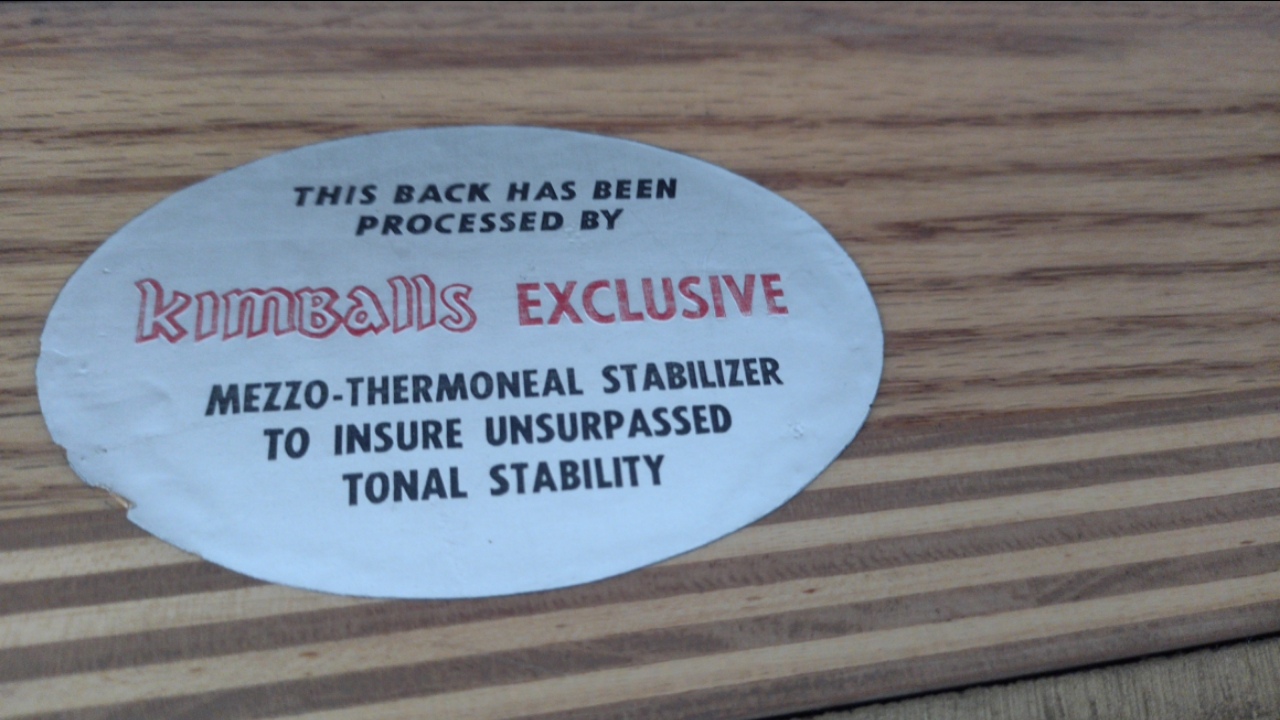 THIS BACK HAS BEEN
PROCESSED BY
kimballs EXCLUSIVE
MEZZO-THERMONEAL STABILIZER
TO INSURE UNSURPASSED
TONAL STABILITY